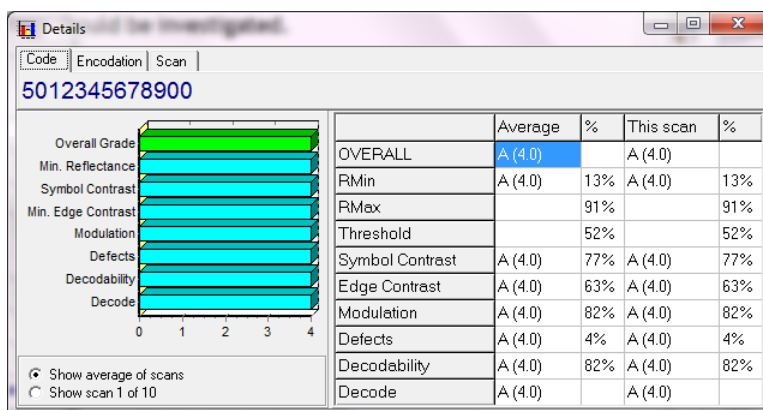 Details
be investigated.
Code Encodation Scan
5012345678900
Overall Grade
Min. Reflectance
Symbol Contrast
Min. Edge Contrast
Modulation
Defects
Decodability
Decode
0 1 2 3 4
Show average of scans
Show scan 1 of 10
Average % This scan %
OVERALL A (4.0) A (4.0)
RMin A (4.0) 13% A (4.0) 13%
RMax 91% 91%
Threshold 52% 52%
Symbol Contrast A (4.0) 77% A (4.0) 77%
Edge Contrast A (4.0) 63% A (4.0) 63%
Modulation A (4.0) 82% A (4.0) 82%
Defects A (4.0) 4% A (4.0) 4%
Decodability A (4.0) 82% A (4.0) 82%
Decode A (4.0) A (4.0)